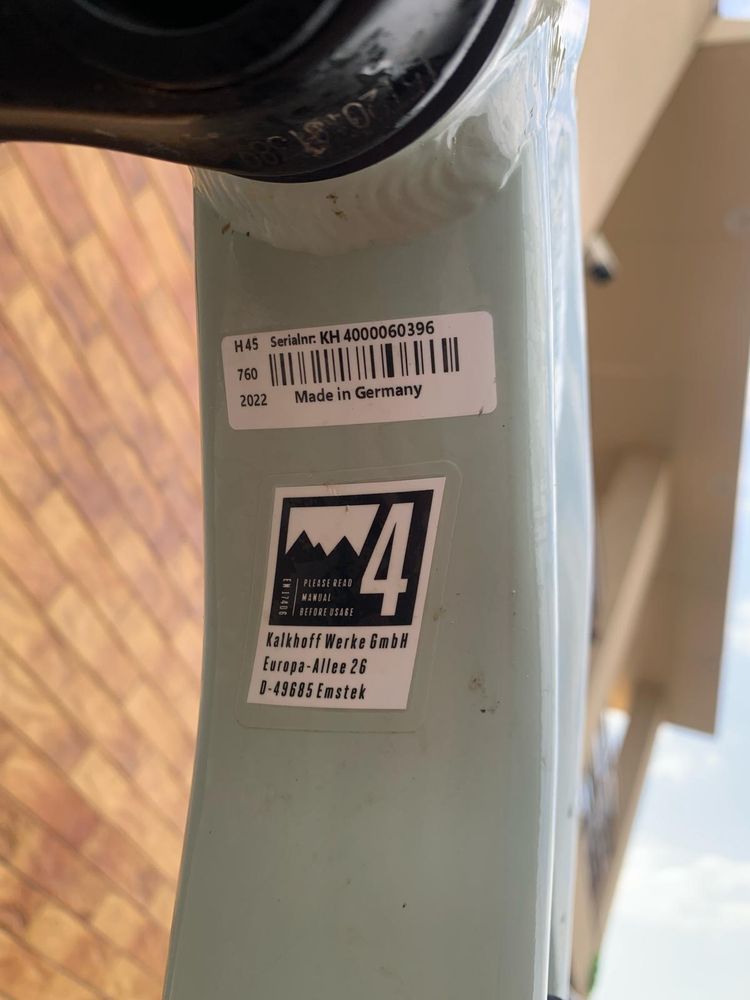 H 45 Serialnr: KH 4000060396
760
2022 Made in Germany
4
EN 17406
PLEASE READ
MANUAL
BEFORE USAGE
Kalkhoff Werke GmbH
Europa-Allee 26
D-49685 Emstek